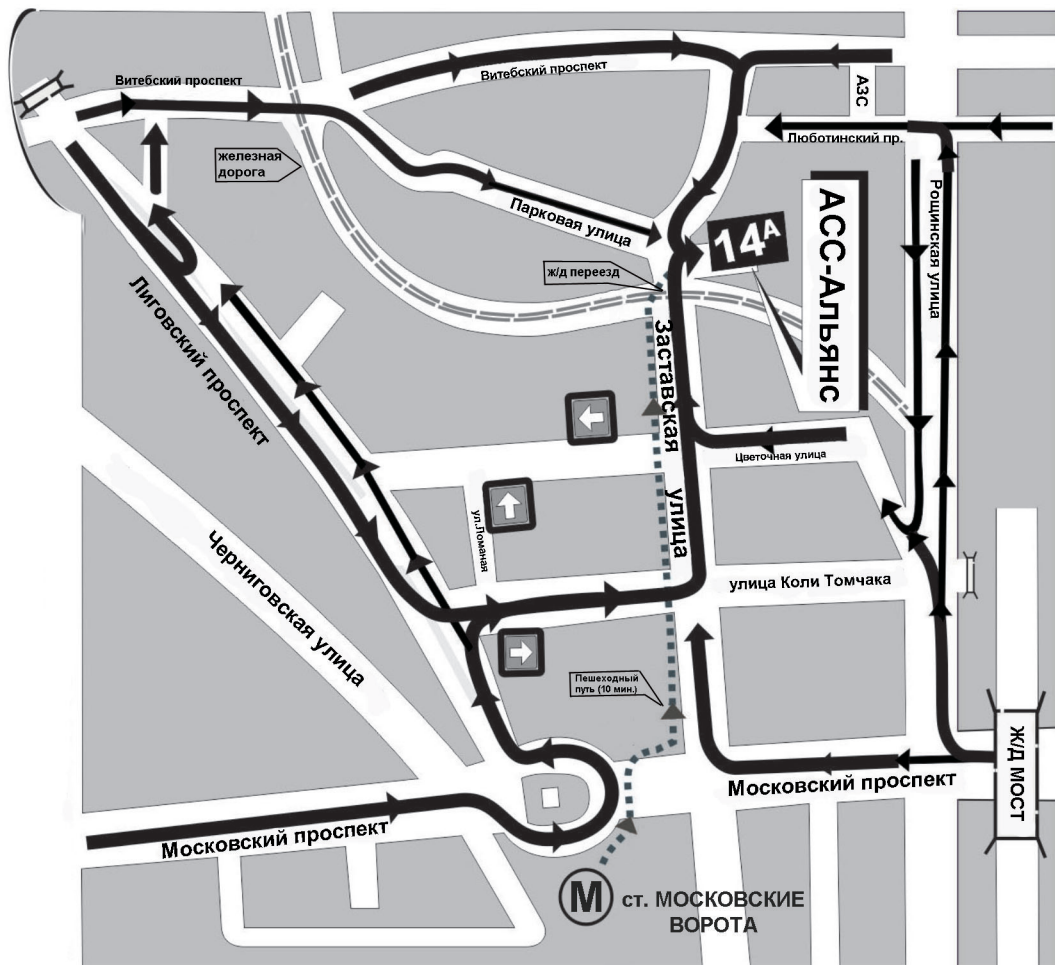 Витебский проспект
Витебский проспект
АЗС
Люботинский пр.
железная
дорога
Парковая улица
14А
АСС-Альянс
Рощинская улица
ж/д переезд
Лиговский проспект
Заставская
улица
Цветочная улица
ул.Ломаная
Черниговская улица
улица Коли Томчака
Пешеходный
путь (10 мин.)
Московский проспект
Ж/Д МОСТ
Московский проспект
М ст. МОСКОВСКИЕ
ВОРОТА